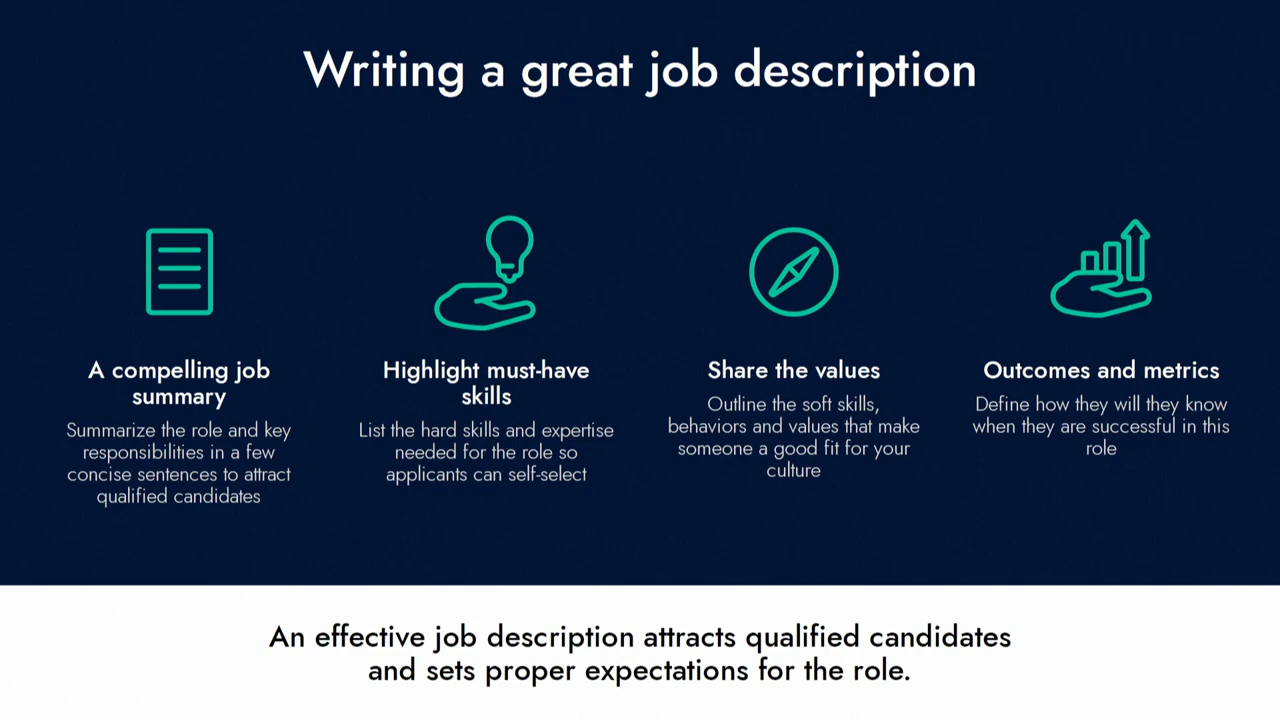 Writing a great job description
A compelling job
summary
Summarize the role and key
responsibilities in a few
concise sentences to attract
qualified candidates
Highlight must-have
skills
List the hard skills and expertise
needed for the role so
applicants can self-select
Share the values
Outline the soft skills,
behaviors and values that make
someone a good fit for your
culture
Outcomes and metrics
Define how they will they know
when they are successful in this
role
An effective job description attracts qualified candidates
and sets proper expectations for the role.